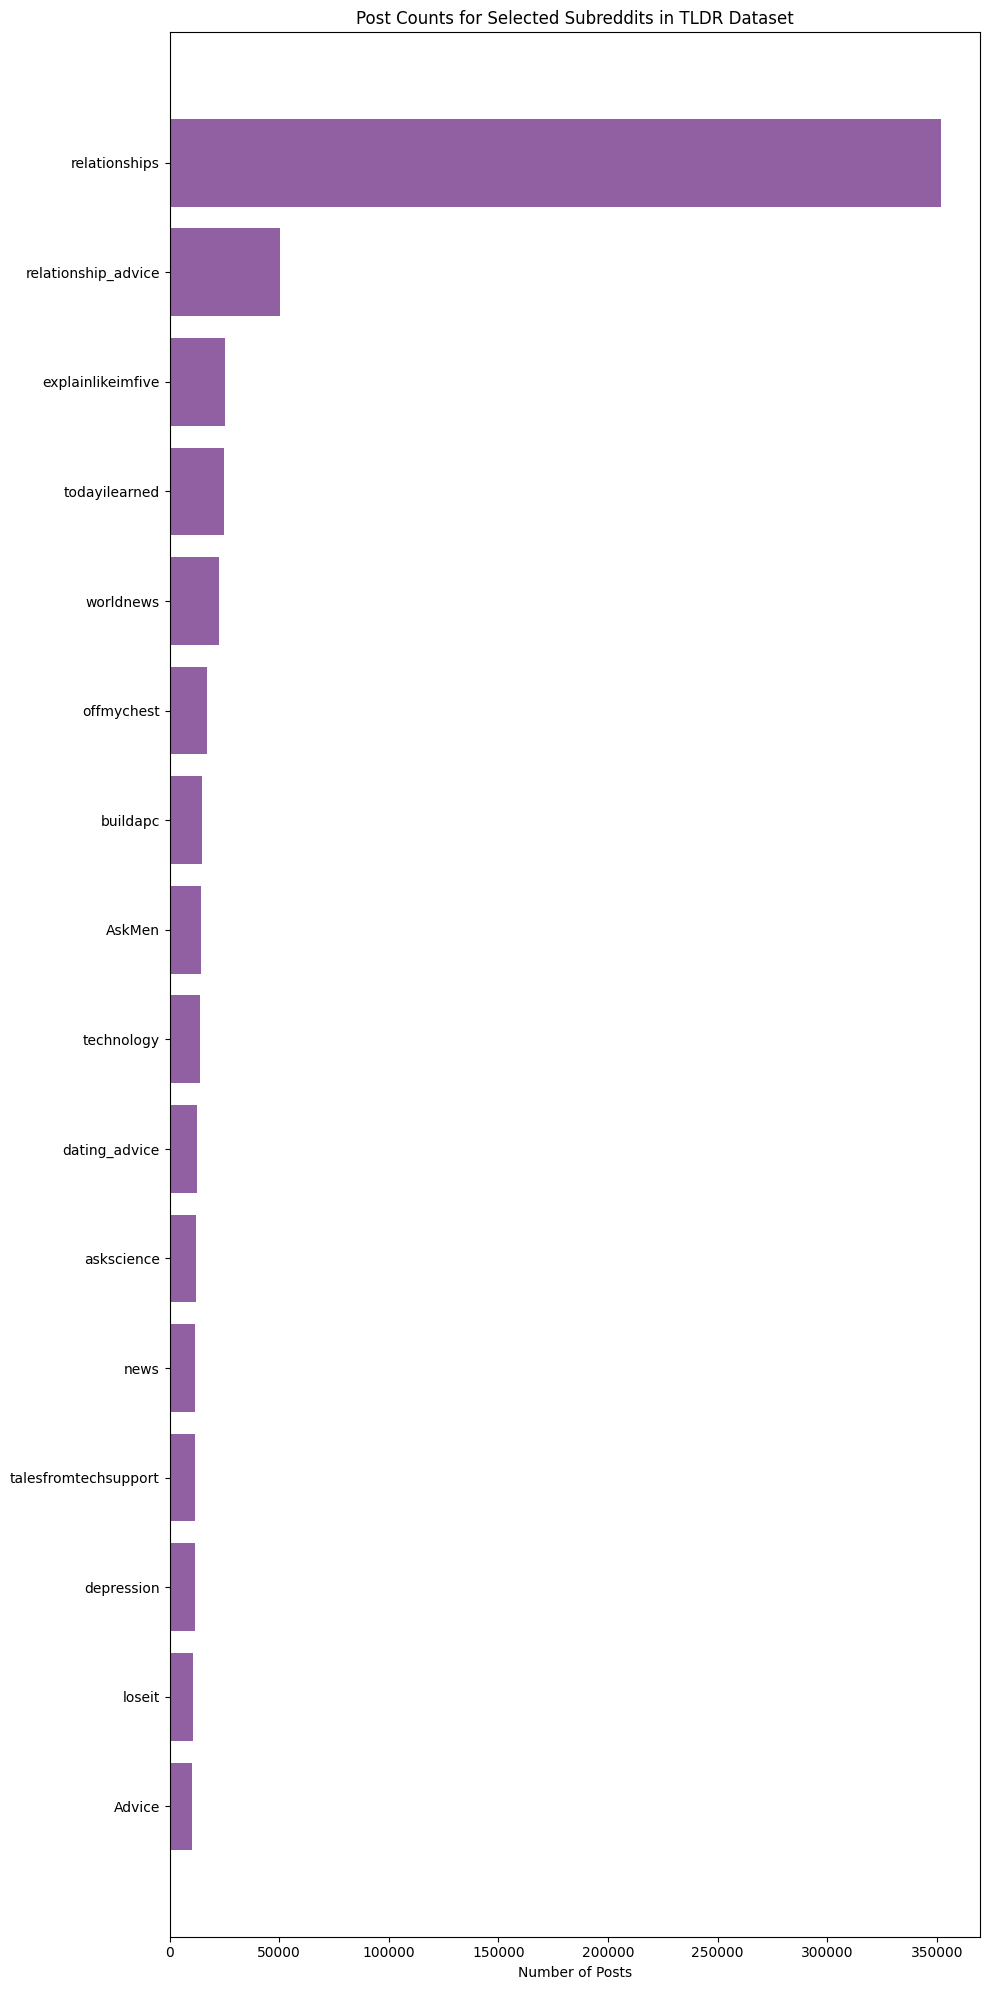 Post Counts for Selected Subreddits in TLDR Dataset
relationships
relationship_advice
explainlikeimfive
todayilearned
worldnews
offmychest
buildapc
AskMen
technology
dating_advice
askscience
news
talesfromtechsupport
depression
loseit
Advice
0 50000 100000 150000 200000 250000 300000 350000
Number of Posts